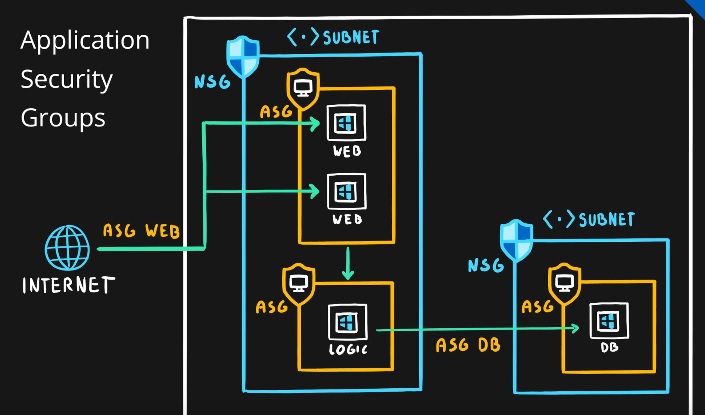 Application
Security
Groups
<·> SUBNET
NSG
ASG
WEB
WEB
ASG WEB
INTERNET
ASG
LOGIC
ASG DB
<·> SUBNET
NSG
ASG
DB